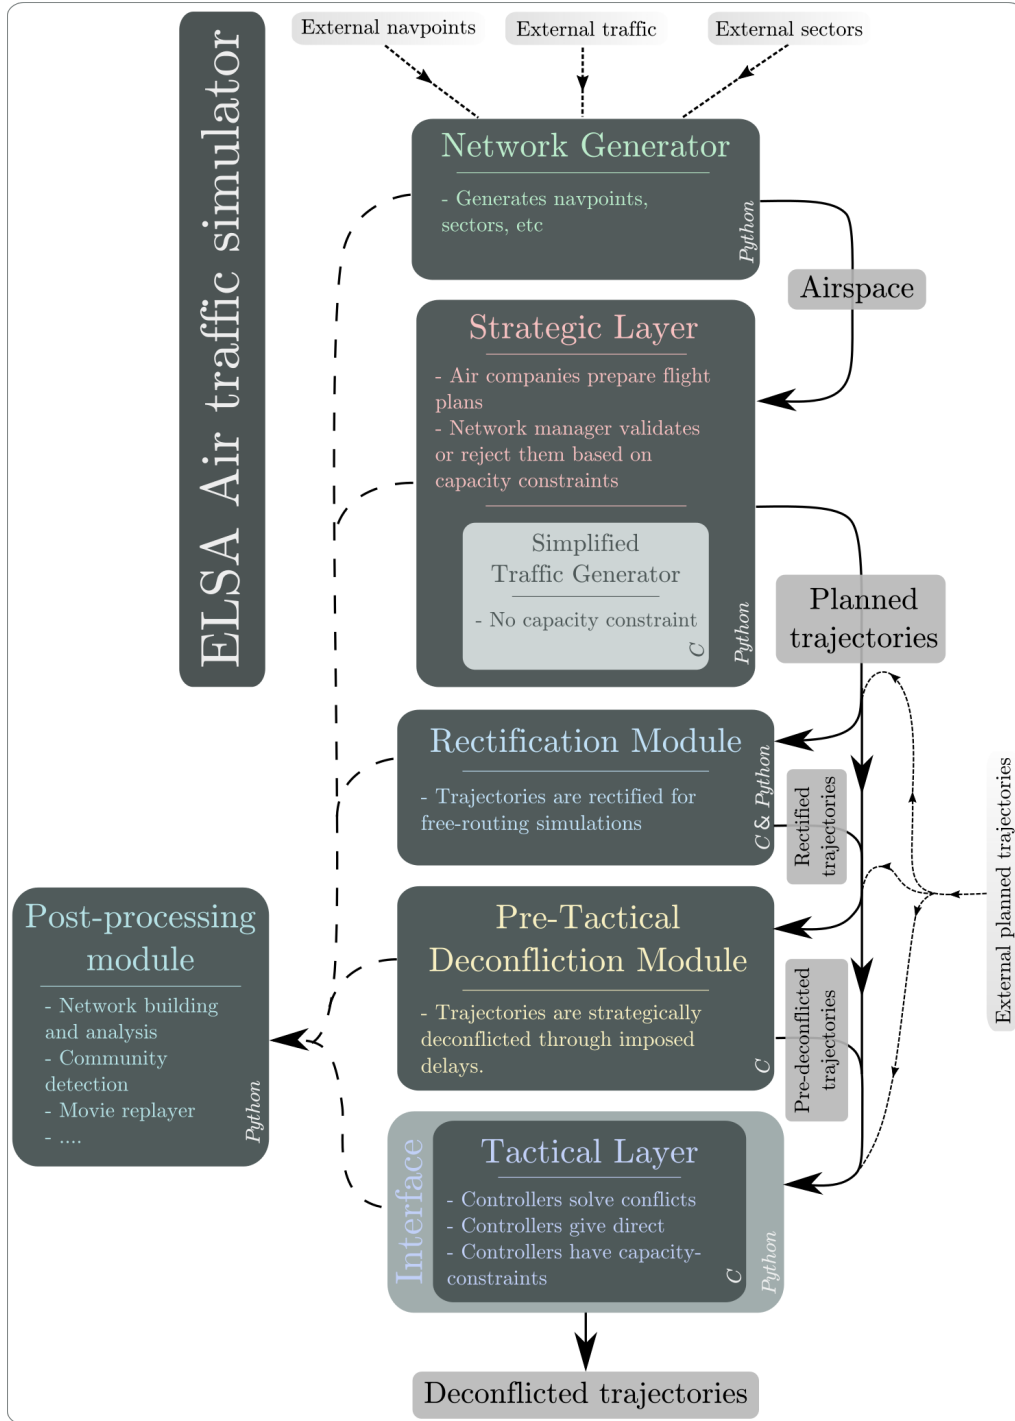 ELSA Air traffic simulator
External navpoints
External traffic
External sectors
Network Generator
- Generates navpoints,
sectors, etc
Python
Airspace
Strategic Layer
- Air companies prepare flight
plans
- Network manager validates
or reject them based on
capacity constraints
Simplified
Traffic Generator
- No capacity constraint
C
Python
Planned
trajectories
Rectification Module
- Trajectories are rectified for
free-routing simulations
C & Python
Rectified
trajectories
External planned trajectories
Post-processing
module
- Network building
and analysis
- Community
detection
- Movie replayer
- ....
Python
Pre-Tactical
Deconfliction Module
- Trajectories are strategically
deconflicted through imposed
delays.
C
Pre-deconflicted
trajectories
Interface
Tactical Layer
- Controllers solve conflicts
- Controllers give direct
- Controllers have capacity-
constraints
C
Python
Deconflicted trajectories